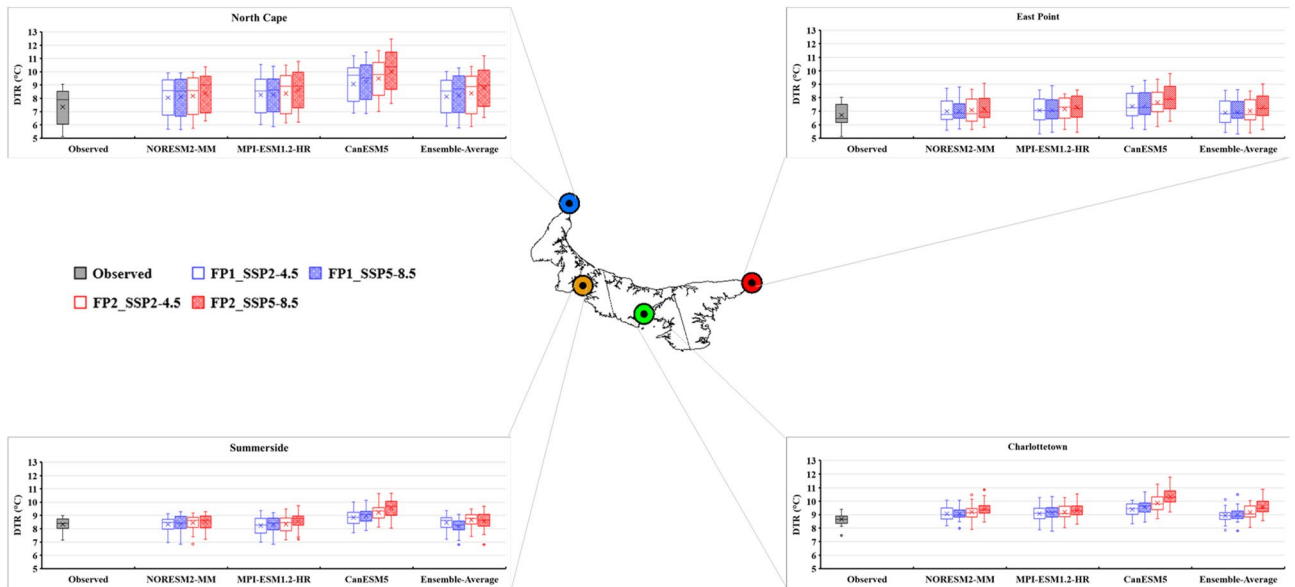 North Cape
13
12
11
10
9
8
7
6
5
DTR (°C)
Observed NORESM2-MM MPI-ESM1.2-HR CanESM5 Ensemble-Average
East Point
13
12
11
10
9
8
7
6
5
DTR (°C)
Observed NORESM2-MM MPI-ESM1.2-HR CanESM5 Ensemble-Average
Observed FP1_SSP2-4.5 FP1_SSP5-8.5
FP2_SSP2-4.5 FP2_SSP5-8.5
Summerside
13
12
11
10
9
8
7
6
5
DTR (°C)
Observed NORESM2-MM MPI-ESM1.2-HR CanESM5 Ensemble-Average
Charlottetown
13
12
11
10
9
8
7
6
5
DTR (°C)
Observed NORESM2-MM MPI-ESM1.2-HR CanESM5 Ensemble-Average